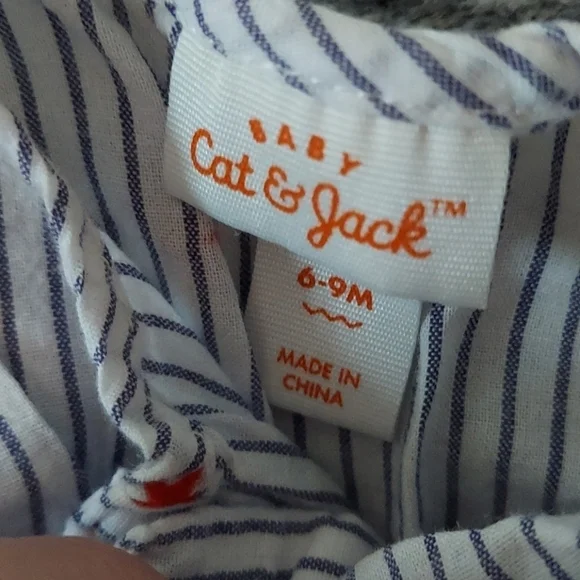 BABY
Cat & Jack™
6-9M
MADE IN
CHINA